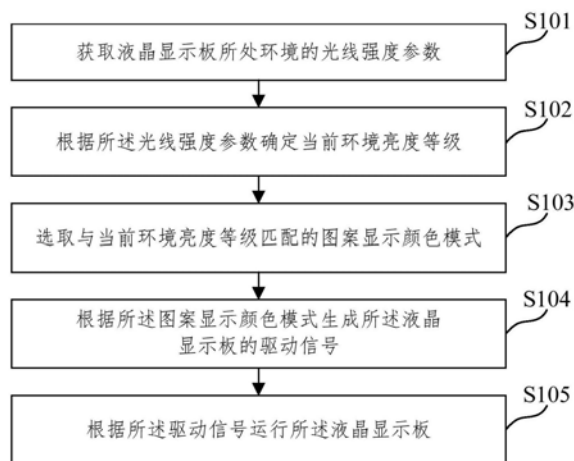 S101
获取液晶显示板所处环境的光线强度参数
S102
根据所述光线强度参数确定当前环境亮度等级
S103
选取与当前环境亮度等级匹配的图案显示颜色模式
S104
根据所述图案显示颜色模式生成所述液晶
显示板的驱动信号
S105
根据所述驱动信号运行所述液晶显示板